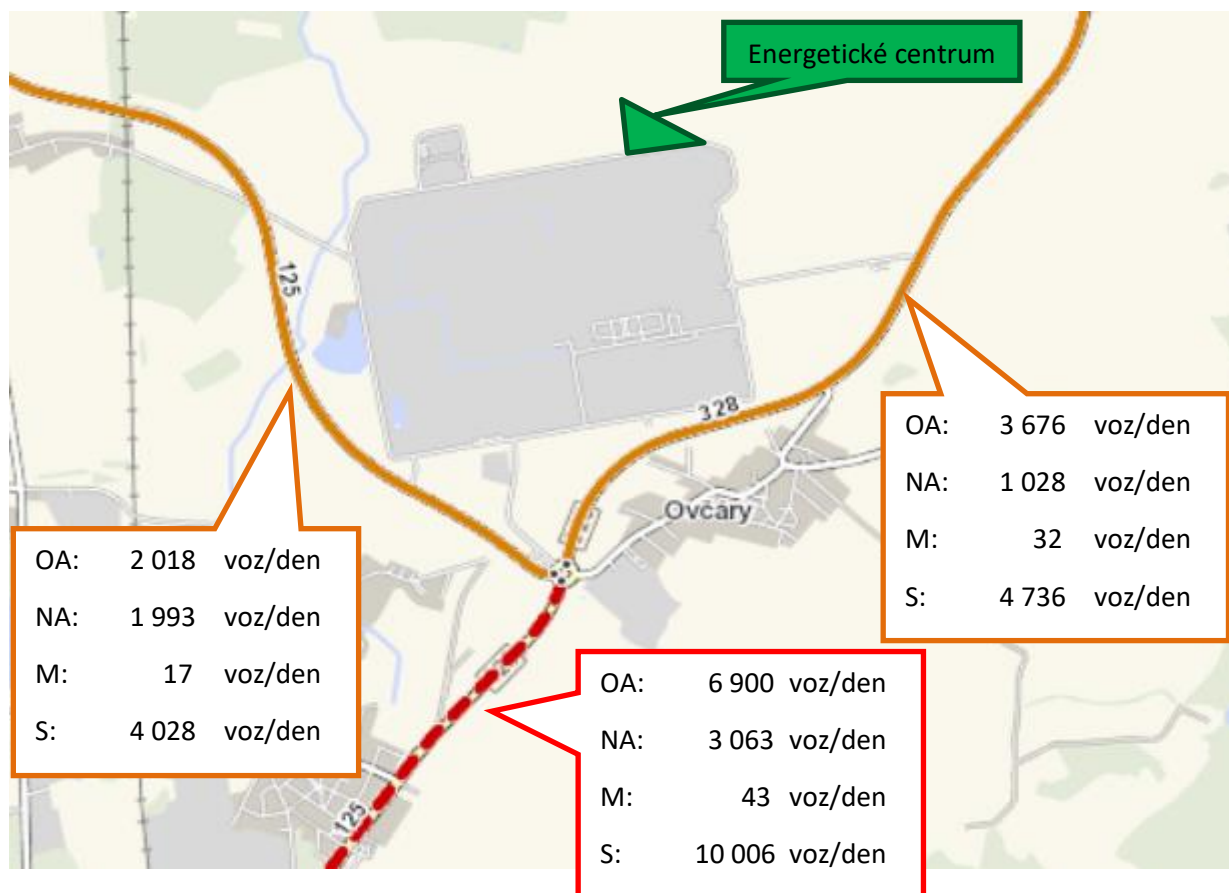 Energetické centrum
125
328
Ovčáry
OA: 3 676 voz/den
NA: 1 028 voz/den
M: 32 voz/den
S: 4 736 voz/den
OA: 2 018 voz/den
NA: 1 993 voz/den
M: 17 voz/den
S: 4 028 voz/den
OA: 6 900 voz/den
NA: 3 063 voz/den
M: 43 voz/den
S: 10 006 voz/den
125